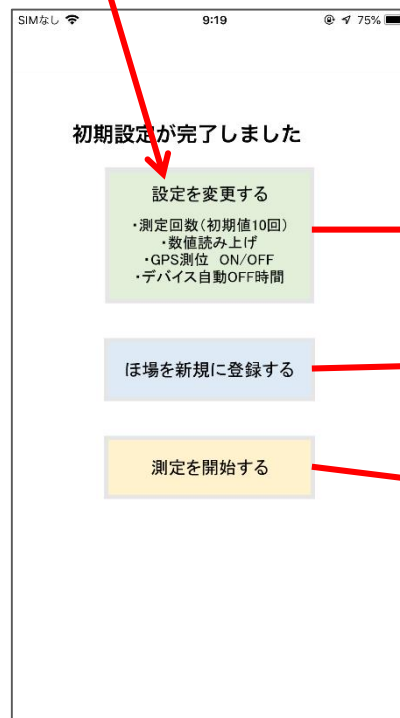 SIMなし 9:19 75%
初期設定が完了しました
設定を変更する
・測定回数(初期値10回)
・数値読み上げ
・GPS測位 ON/OFF
・デバイス自動OFF時間
ほ場を新規に登録する
測定を開始する